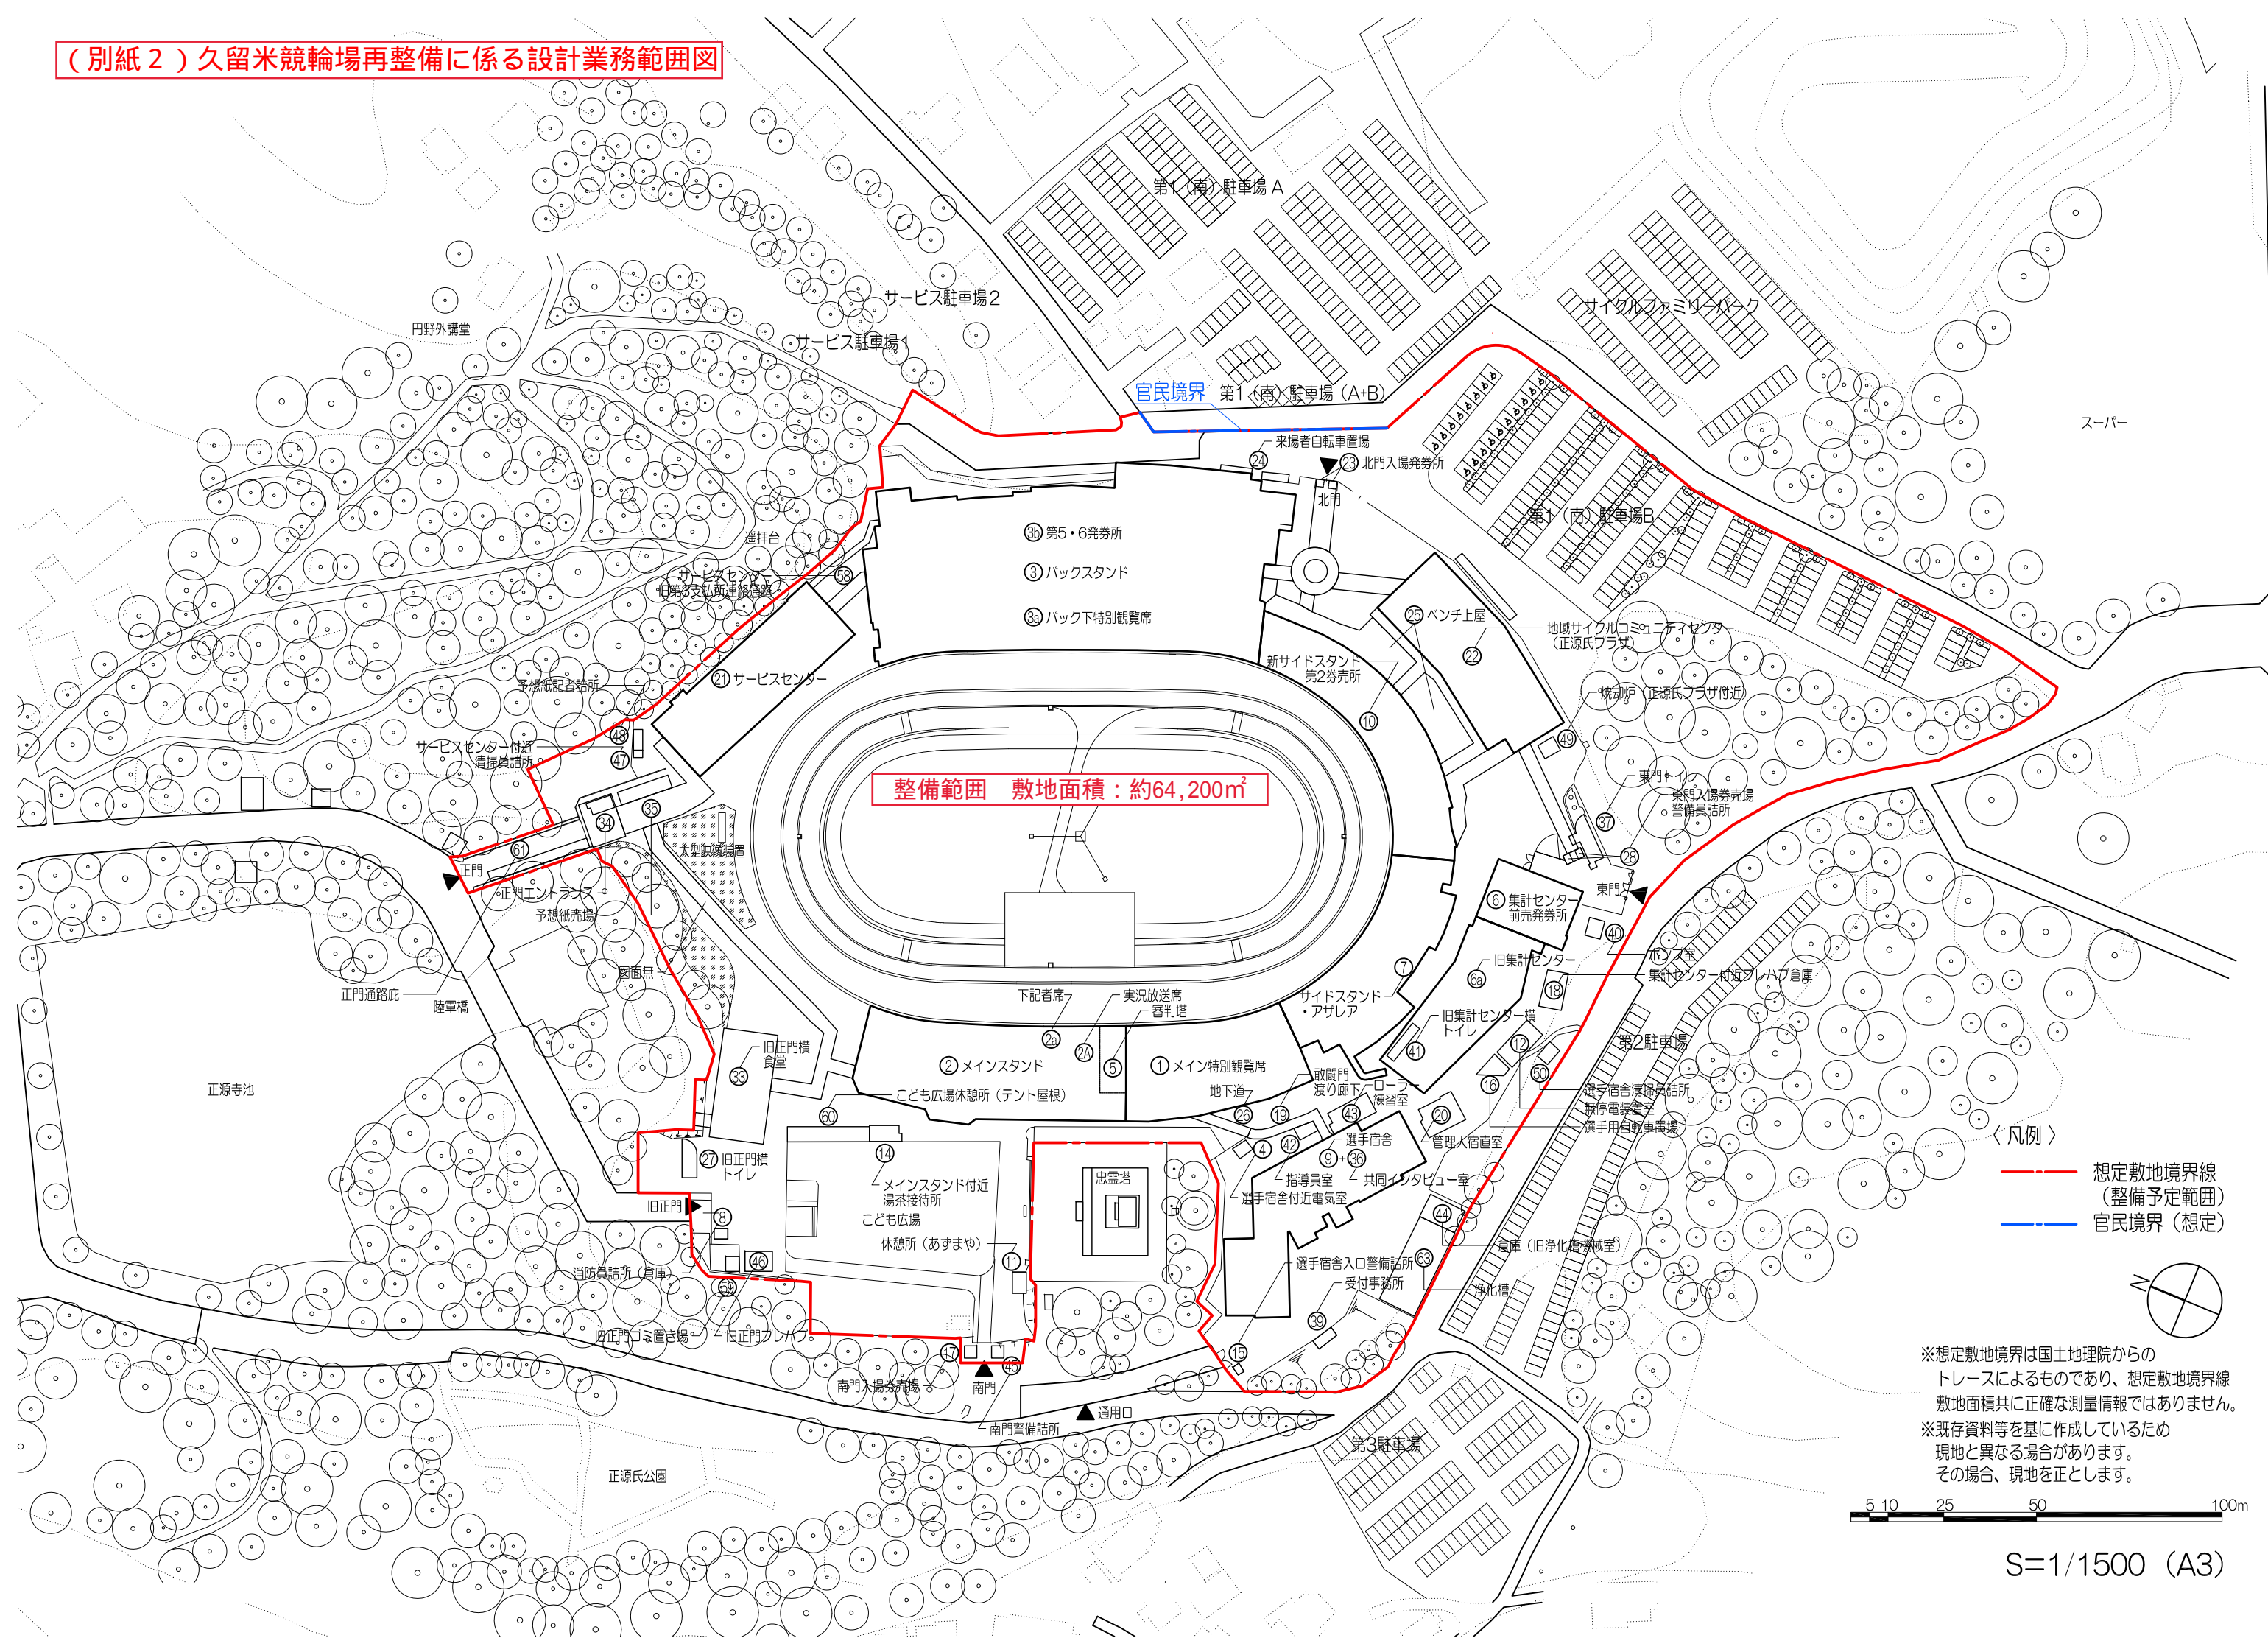 （別紙２）久留米競輪場再整備に係る設計業務範囲図
第1（南）駐車場 A
サービス駐車場2
サイクルファミリーパーク
円野外講堂
サービス駐車場1
官民境界
第1（南）駐車場（A+B）
スーパー
来場者自転車置場
24
23 北門入場発券所
北門
第1（南）駐車場B
3b 第5・6発券所
遥拝台
3 バックスタンド
サービスセンター
旧第3支払所連絡通路
58
3a バック下特別観覧席
25 ベンチ上屋
地域サイクルコミュニティセンター
（正源氏プラザ）
22
新サイドスタンド
第2券売所
10
21 サービスセンター
予想紙記者詰所
焼却炉（正源氏プラザ付近）
49
48
47
サービスセンター付近
清掃員詰所
整備範囲　敷地面積：約64,200㎡
東門トイレ
東門入場券売場
警備員詰所
37
28
35
34
61
大型映像装置
正門
正門エントランス
予想紙売場
東門
6 集計センター
前売発券所
40
ポンプ室
集計センター付近プレハブ倉庫
旧集計センター
6a
18
7
図面無
正門通路庇
陸軍橋
下記者席
2a
実況放送席
2A
審判塔
5
サイドスタンド
・アザレア
旧集計センター横
トイレ
41
12
第2駐車場
50
16
旧正門横
食堂
33
2 メインスタンド
1 メイン特別観覧席
正源寺池
こども広場休憩所（テント屋根）
60
地下道
26
敢闘門
渡り廊下
19
ローラー
練習室
43
20
選手宿舎清掃員詰所
無停電装置室
選手用自転車置場
管理人宿直室
〈 凡例 〉
想定敷地境界線
（整備予定範囲）
官民境界（想定）
14
27 旧正門横
トイレ
4
42
選手宿舎
9+36
指導員室
共同インタビュー室
選手宿舎付近電気室
忠霊塔
メインスタンド付近
湯茶接待所
旧正門
8
こども広場
休憩所（あずまや）
11
44
倉庫（旧浄化槽機械室）
63
浄化槽
選手宿舎入口警備詰所
受付事務所
39
15
消防員詰所（倉庫）
46
59
旧正門ゴミ置き場
旧正門プレハブ
17
45
南門入場券売場
南門
南門警備詰所
通用口
第3駐車場
正源氏公園
N
※想定敷地境界は国土地理院からの
トレースによるものであり、想定敷地境界線
敷地面積共に正確な測量情報ではありません。
※既存資料等を基に作成しているため
現地と異なる場合があります。
その場合、現地を正とします。
5 10 25 50 100m
S=1/1500（A3）